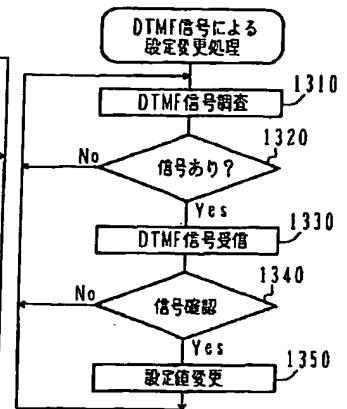 DTMF信号による
設定変更処理
DTMF信号調査
1310
信号あり?
1320
No
Yes
DTMF信号受信
1330
信号確認
1340
No
Yes
設定値変更
1350